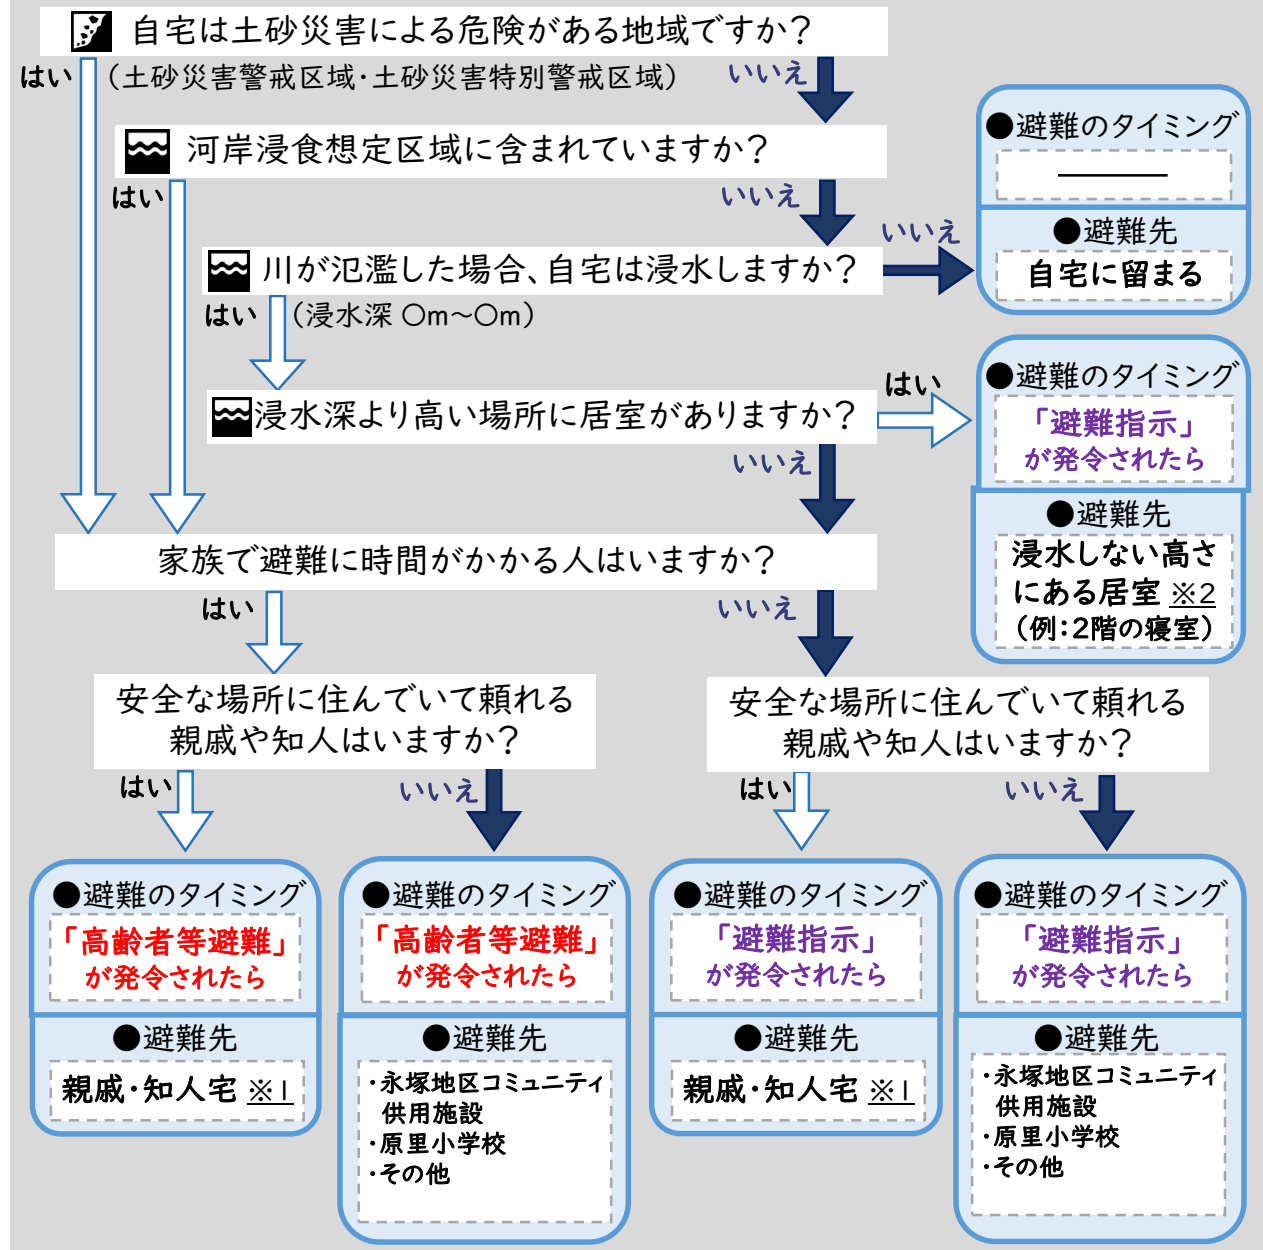 自宅は土砂災害による危険がある地域ですか？
はい
（土砂災害警戒区域・土砂災害特別警戒区域）
いいえ
河岸浸食想定区域に含まれていますか？
はい
いいえ
川が氾濫した場合、自宅は浸水しますか？
いいえ
はい
（浸水深 〇m～〇m）
●避難のタイミング
―――
●避難先
自宅に留まる
浸水深より高い場所に居室がありますか？
はい
いいえ
●避難のタイミング
「避難指示」
が発令されたら
●避難先
浸水しない高さ
にある居室 ※2
（例：2階の寝室）
家族で避難に時間がかかる人はいますか？
はい
いいえ
安全な場所に住んでいて頼れる
親戚や知人はいますか？
はい
いいえ
安全な場所に住んでいて頼れる
親戚や知人はいますか？
はい
いいえ
●避難のタイミング
「高齢者等避難」
が発令されたら
●避難先
親戚・知人宅 ※1
●避難のタイミング
「高齢者等避難」
が発令されたら
●避難先
・永塚地区コミュニティ
供用施設
・原里小学校
・その他
●避難のタイミング
「避難指示」
が発令されたら
●避難先
親戚・知人宅 ※1
●避難のタイミング
「避難指示」
が発令されたら
●避難先
・永塚地区コミュニティ
供用施設
・原里小学校
・その他